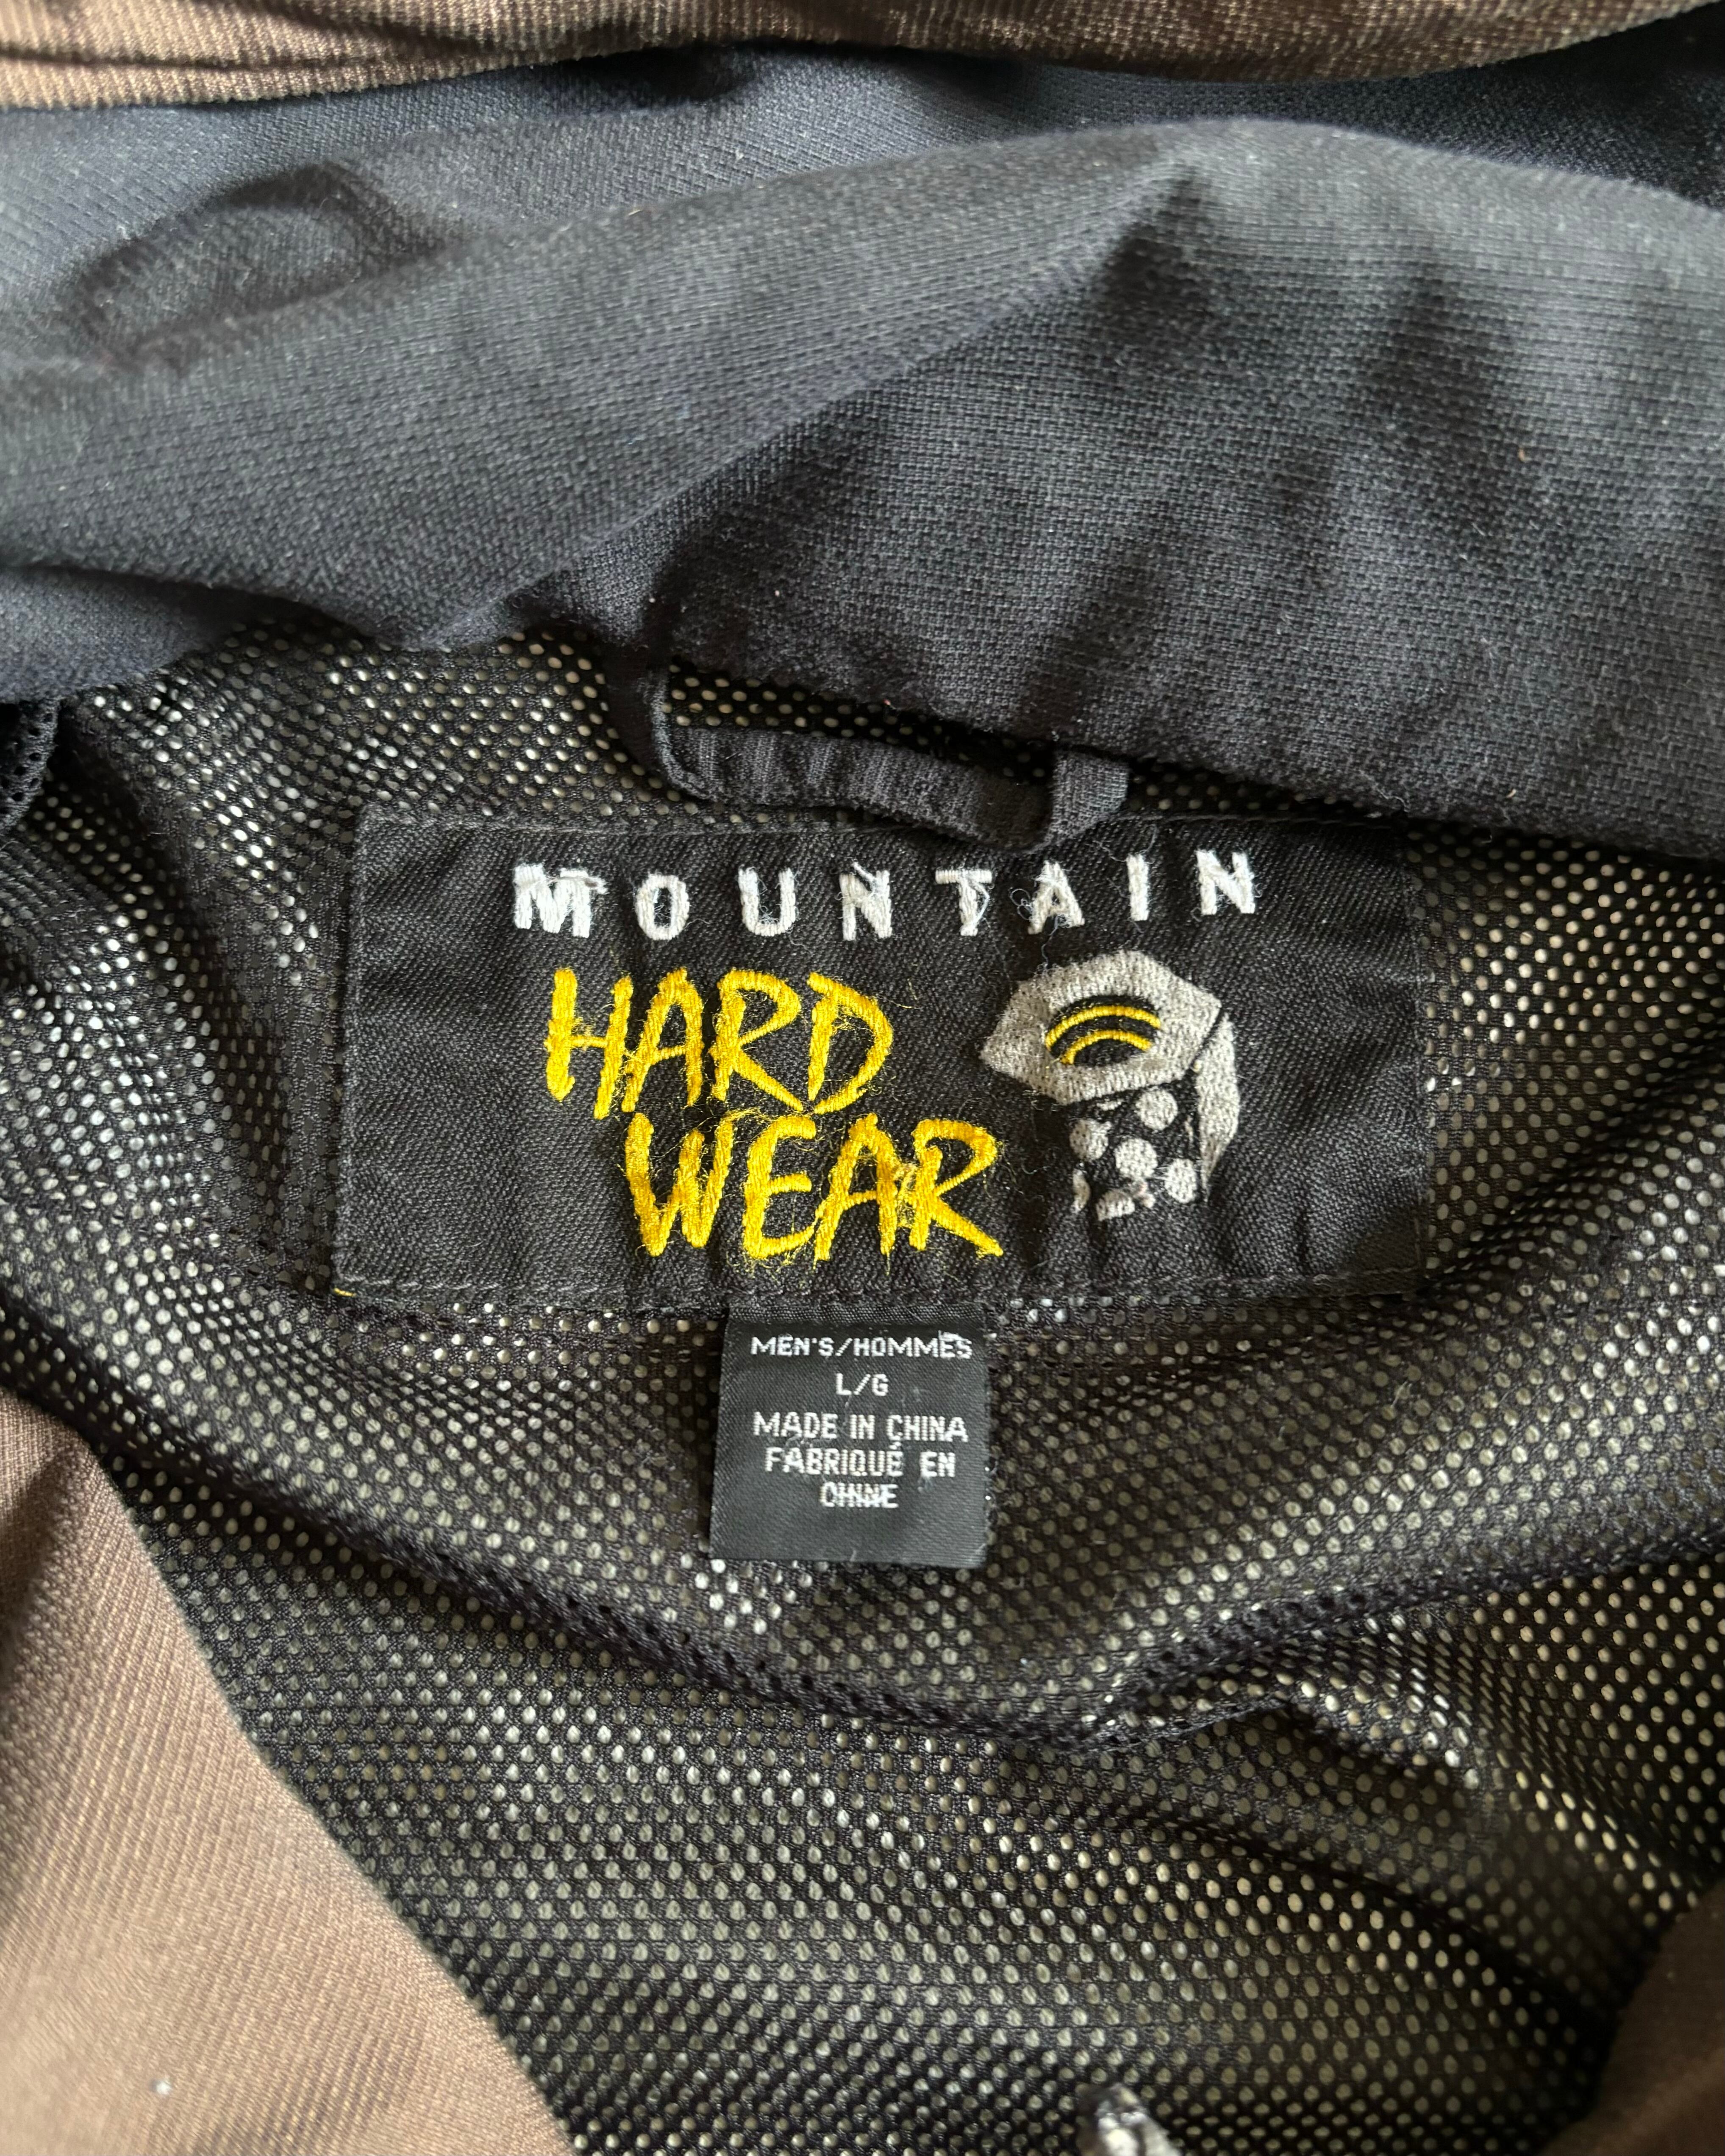 MOUNTAIN
HARD
WEAR
MEN'S/HOMMES
L/G
MADE IN CHINA
FABRIQUÉ EN
CHINE